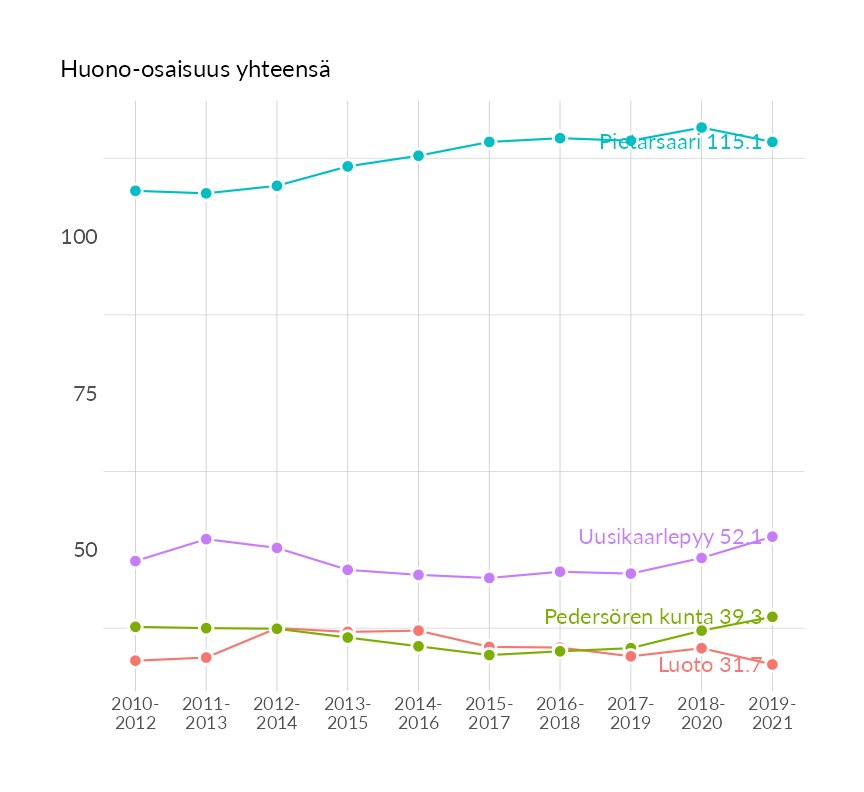 Huono-osaisuus yhteensä
Pietarsaari 115.1
100
75
Uusikaarlepyy 52.1
50
Pedersören kunta 39.3
Luoto 31.7
2010- 2011- 2012- 2013- 2014- 2015- 2016- 2017- 2018- 2019-
2012 2013 2014 2015 2016 2017 2018 2019 2020 2021